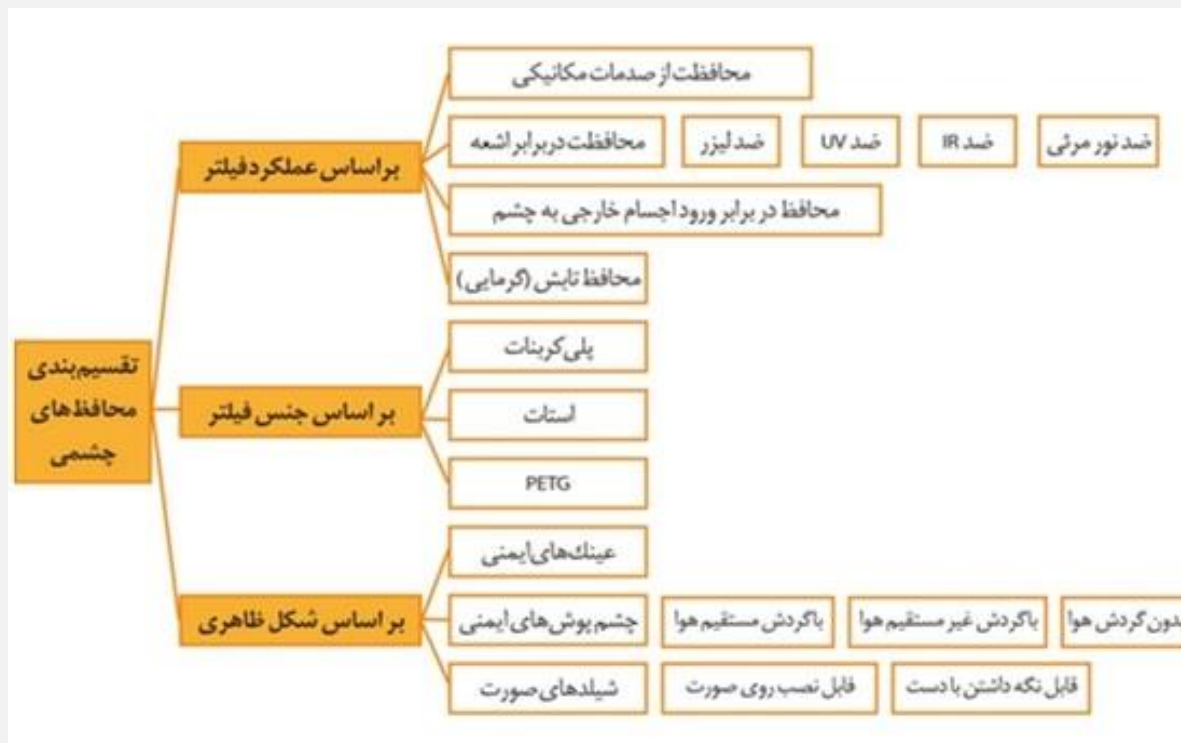 تقسیم‌بندی
محافظ‌های
چشمی
براساس عملکرد فیلتر
محافظت از صدمات مکانیکی
محافظت در برابر اشعه
ضد لیزر
ضد UV
ضد IR
ضد نور مرئی
محافظ در برابر ورود اجسام خارجی به چشم
محافظ تابش (گرمایی)
بر اساس جنس فیلتر
پلی کربنات
استات
PETG
بر اساس شکل ظاهری
عینك‌های ایمنی
چشم پوش‌های ایمنی
باگردش مستقیم هوا
باگردش غیر مستقیم هوا
بدون گردش هوا
شیلدهای صورت
قابل نصب روی صورت
قابل نگه داشتن با دست